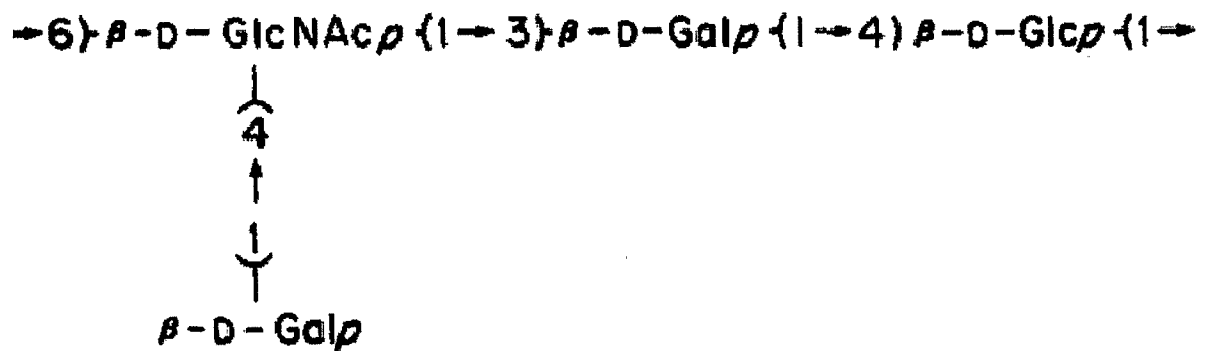 →6)-β-D-GlcNAcp-(1→3)-β-D-Galp-(1→4)β-D-Glcp-(1→
4
↑
1
β-D-Galp